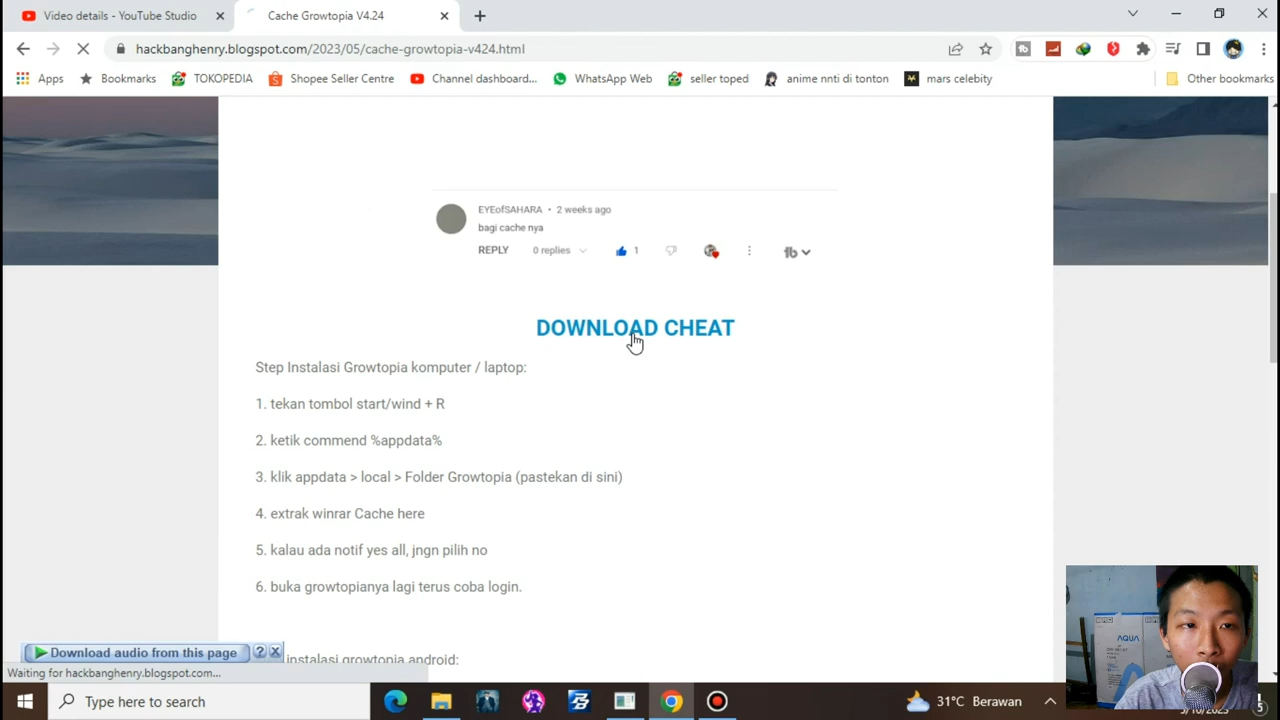 Video details - YouTube Studio
Cache Growtopia V4.24
hackbanghenry.blogspot.com/2023/05/cache-growtopia-v424.html
Apps
Bookmarks
TOKOPEDIA
Shopee Seller Centre
Channel dashboard...
WhatsApp Web
seller toped
anime nnti di tonton
mars celebity
Other bookmarks
EYEofSAHARA • 2 weeks ago
bagi cache nya
REPLY 0 replies 1
DOWNLOAD CHEAT
Step Instalasi Growtopia komputer / laptop:
1. tekan tombol start/wind + R
2. ketik commend %appdata%
3. klik appdata > local > Folder Growtopia (pastekan di sini)
4. extrak winrar Cache here
5. kalau ada notif yes all, jngn pilih no
6. buka growtopianya lagi terus coba login.
Download audio from this page ?
instalasi growtopia android:
Waiting for hackbanghenry.blogspot.com...
AQUA
Type here to search
31°C Berawan